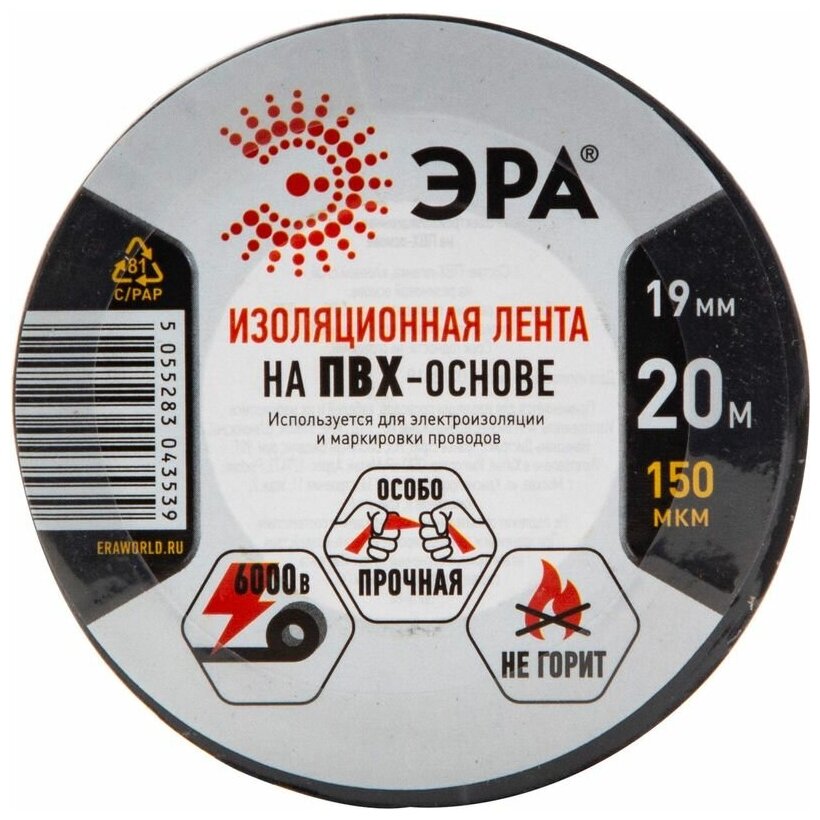 ЭРА®
81
C/PAP
19 мм
20 м
150
МКМ
ИЗОЛЯЦИОННАЯ ЛЕНТА
НА ПВХ-ОСНОВЕ
Используется для электроизоляции
и маркировки проводов
5 055283 043539
ERAWORLD.RU
6000 В
ОСОБО
ПРОЧНАЯ
НЕ ГОРИТ